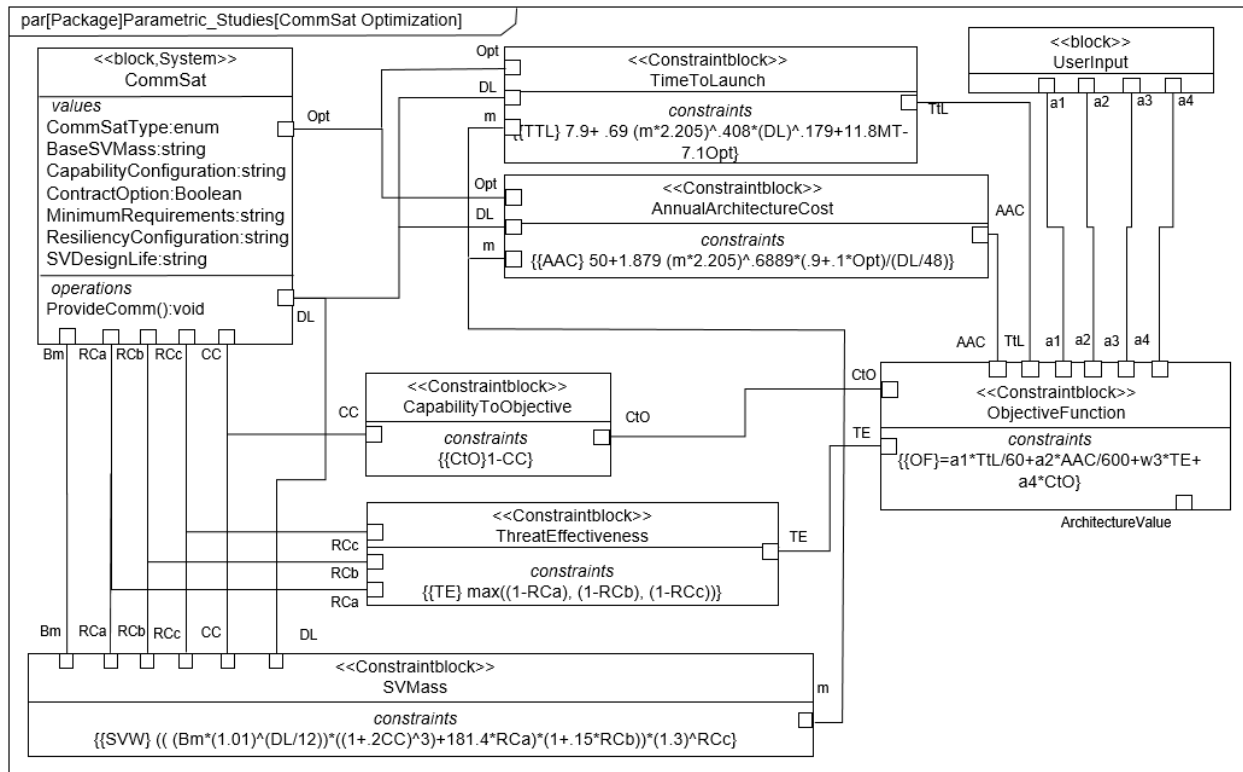 par[Package]Parametric_Studies[CommSat Optimization]
<<block,System>>
CommSat
values
CommSatType:enum
BaseSVMass:string
CapabilityConfiguration:string
ContractOption:Boolean
MinimumRequirements:string
ResiliencyConfiguration:string
SVDesignLife:string
operations
ProvideComm():void
Opt
DL
Bm
RCa
RCb
RCc
CC
Opt
DL
m
<<Constraintblock>>
TimeToLaunch
constraints
{{TTL} 7.9+ .69 (m*2.205)^.408*(DL)^.179+11.8MT-
7.1Opt}
TtL
<<block>>
UserInput
a1
a2
a3
a4
Opt
DL
m
<<Constraintblock>>
AnnualArchitectureCost
constraints
{{AAC} 50+1.879 (m*2.205)^.6889*(.9+.1*Opt)/(DL/48)}
AAC
CC
<<Constraintblock>>
CapabilityToObjective
constraints
{{CtO}1-CC}
CtO
AAC
TtL
a1
a2
a3
a4
CtO
TE
<<Constraintblock>>
ObjectiveFunction
constraints
{{OF}=a1*TtL/60+a2*AAC/600+w3*TE+
a4*CtO}
ArchitectureValue
RCc
RCb
RCa
<<Constraintblock>>
ThreatEffectiveness
constraints
{{TE} max((1-RCa), (1-RCb), (1-RCc))}
TE
Bm
RCa
RCb
RCc
CC
DL
<<Constraintblock>>
SVMass
constraints
{{SVW} (( (Bm*(1.01)^(DL/12))*((1+.2CC)^3)+181.4*RCa)*(1+.15*RCb))*(1.3)^RCc}
m